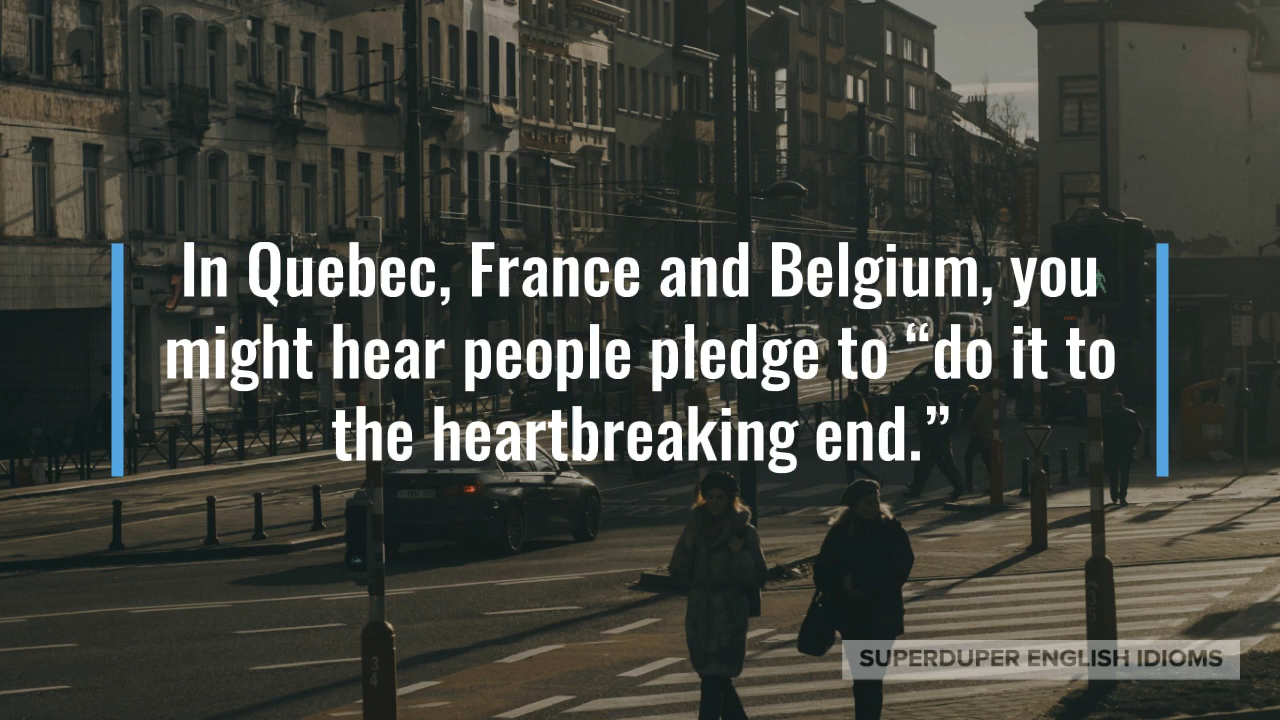 In Quebec, France and Belgium, you
might hear people pledge to “do it to
the heartbreaking end.”
SUPERDUPER ENGLISH IDIOMS
34